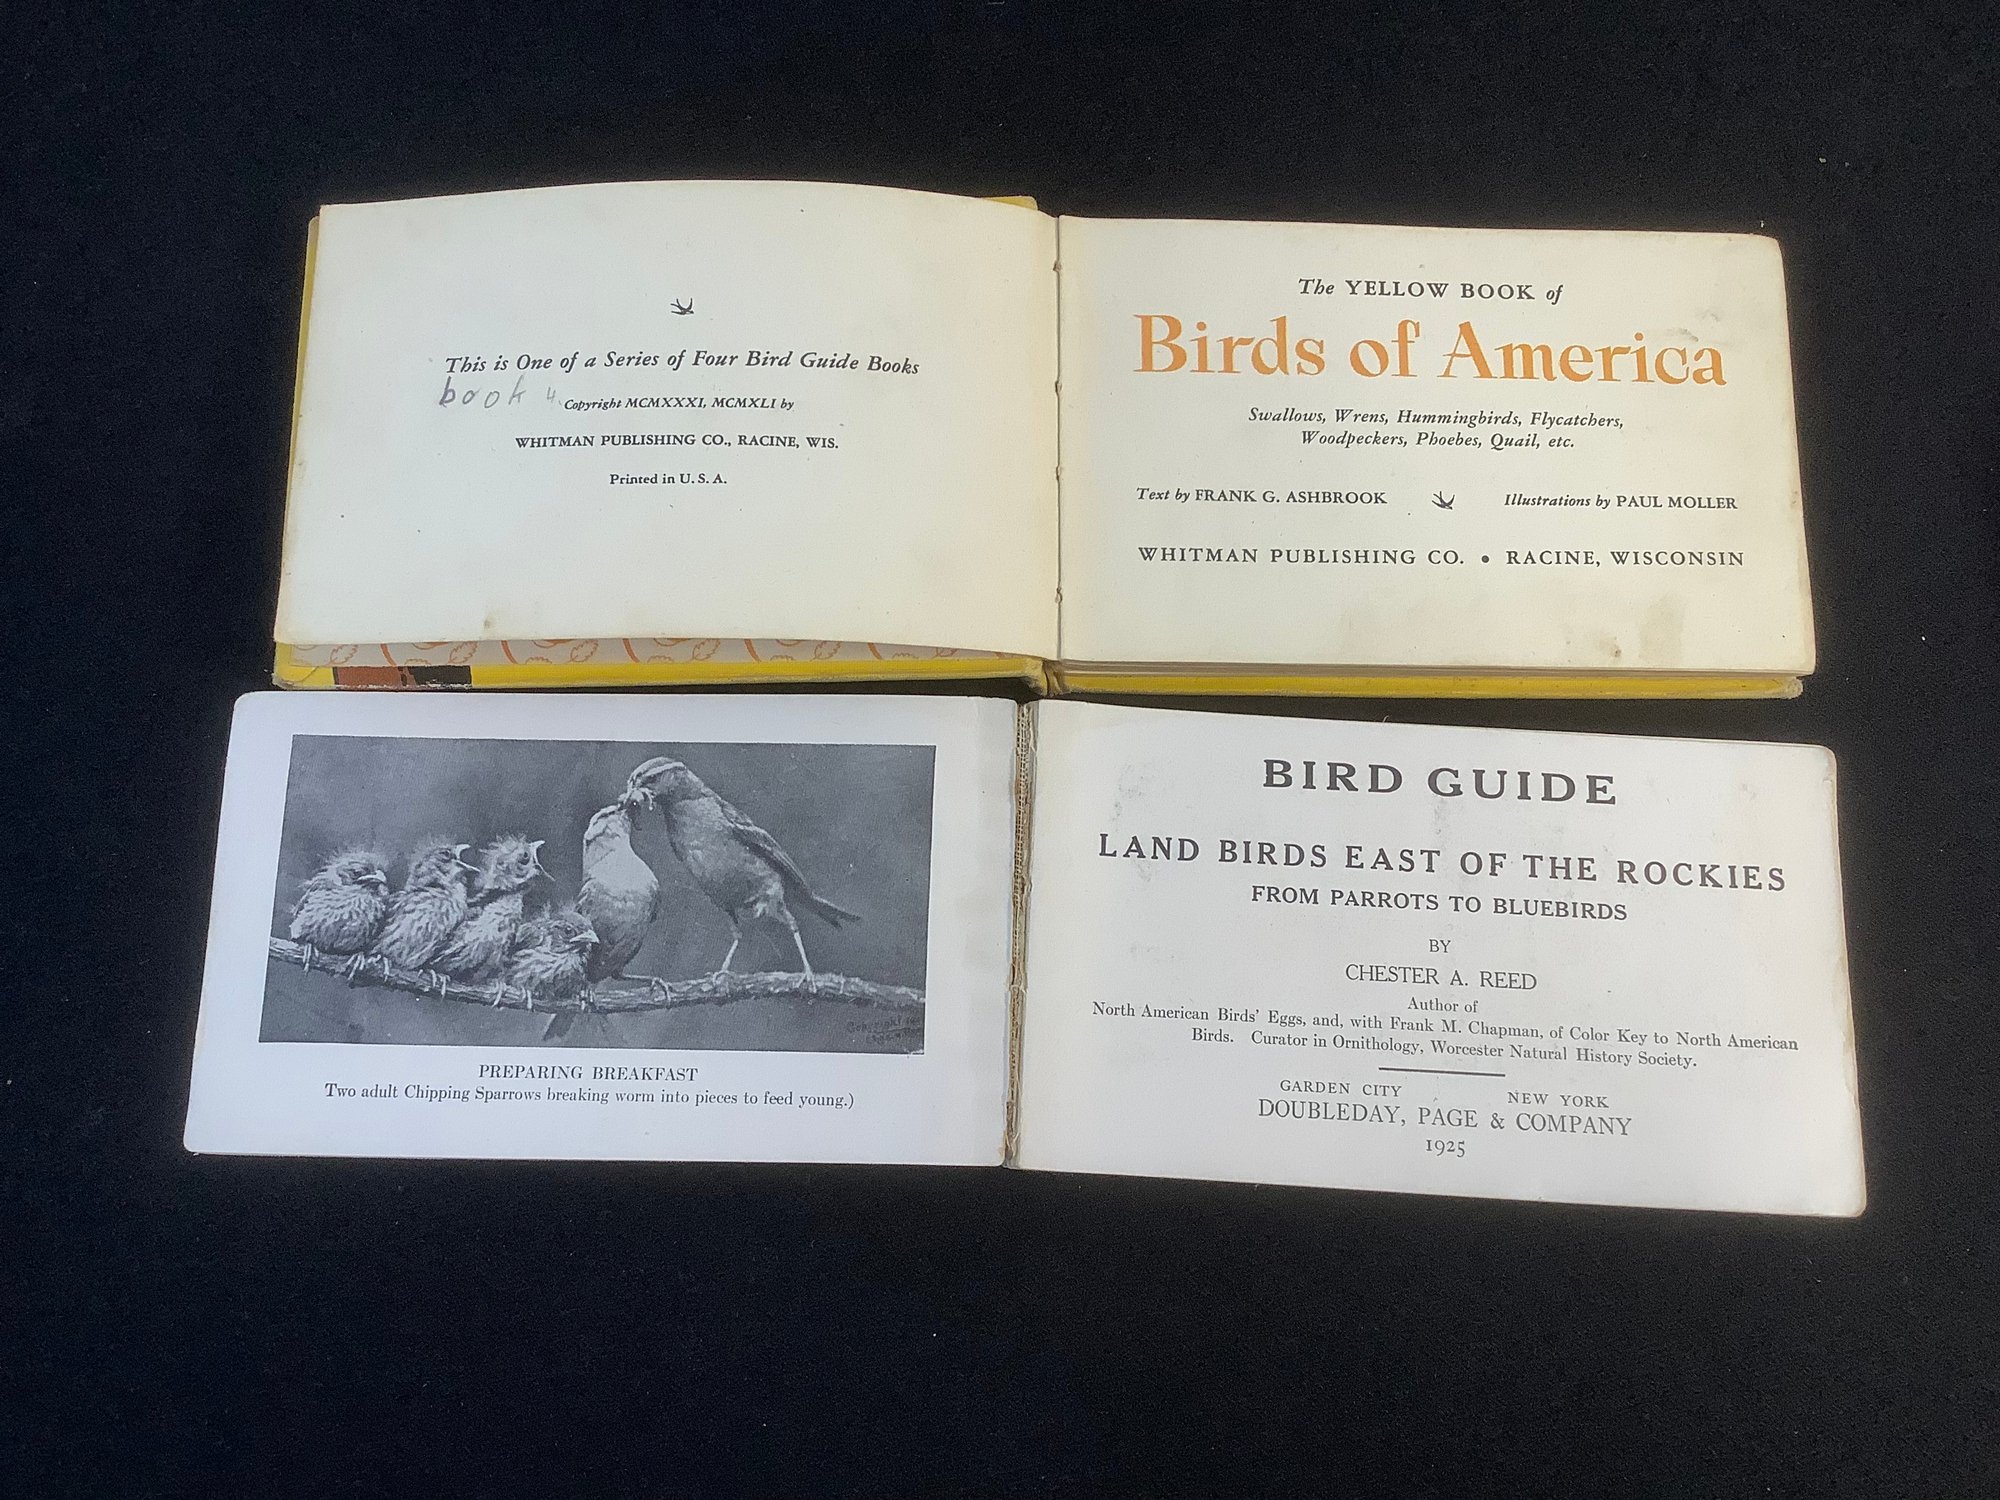 This is One of a Series of Four Bird Guide Books
book 4
Copyright MCMXXXI, MCMXLI by
WHITMAN PUBLISHING CO., RACINE, WIS.
Printed in U. S. A.
The YELLOW BOOK of
Birds of America
Swallows, Wrens, Hummingbirds, Flycatchers,
Woodpeckers, Phoebes, Quail, etc.
Text by FRANK G. ASHBROOK Illustrations by PAUL MOLLER
WHITMAN PUBLISHING CO. • RACINE, WISCONSIN
PREPARING BREAKFAST
Two adult Chipping Sparrows breaking worm into pieces to feed young.)
BIRD GUIDE
LAND BIRDS EAST OF THE ROCKIES
FROM PARROTS TO BLUEBIRDS
BY
CHESTER A. REED
Author of
North American Birds' Eggs, and, with Frank M. Chapman, of Color Key to North American
Birds. Curator in Ornithology, Worcester Natural History Society.
GARDEN CITY NEW YORK
DOUBLEDAY, PAGE & COMPANY
1925